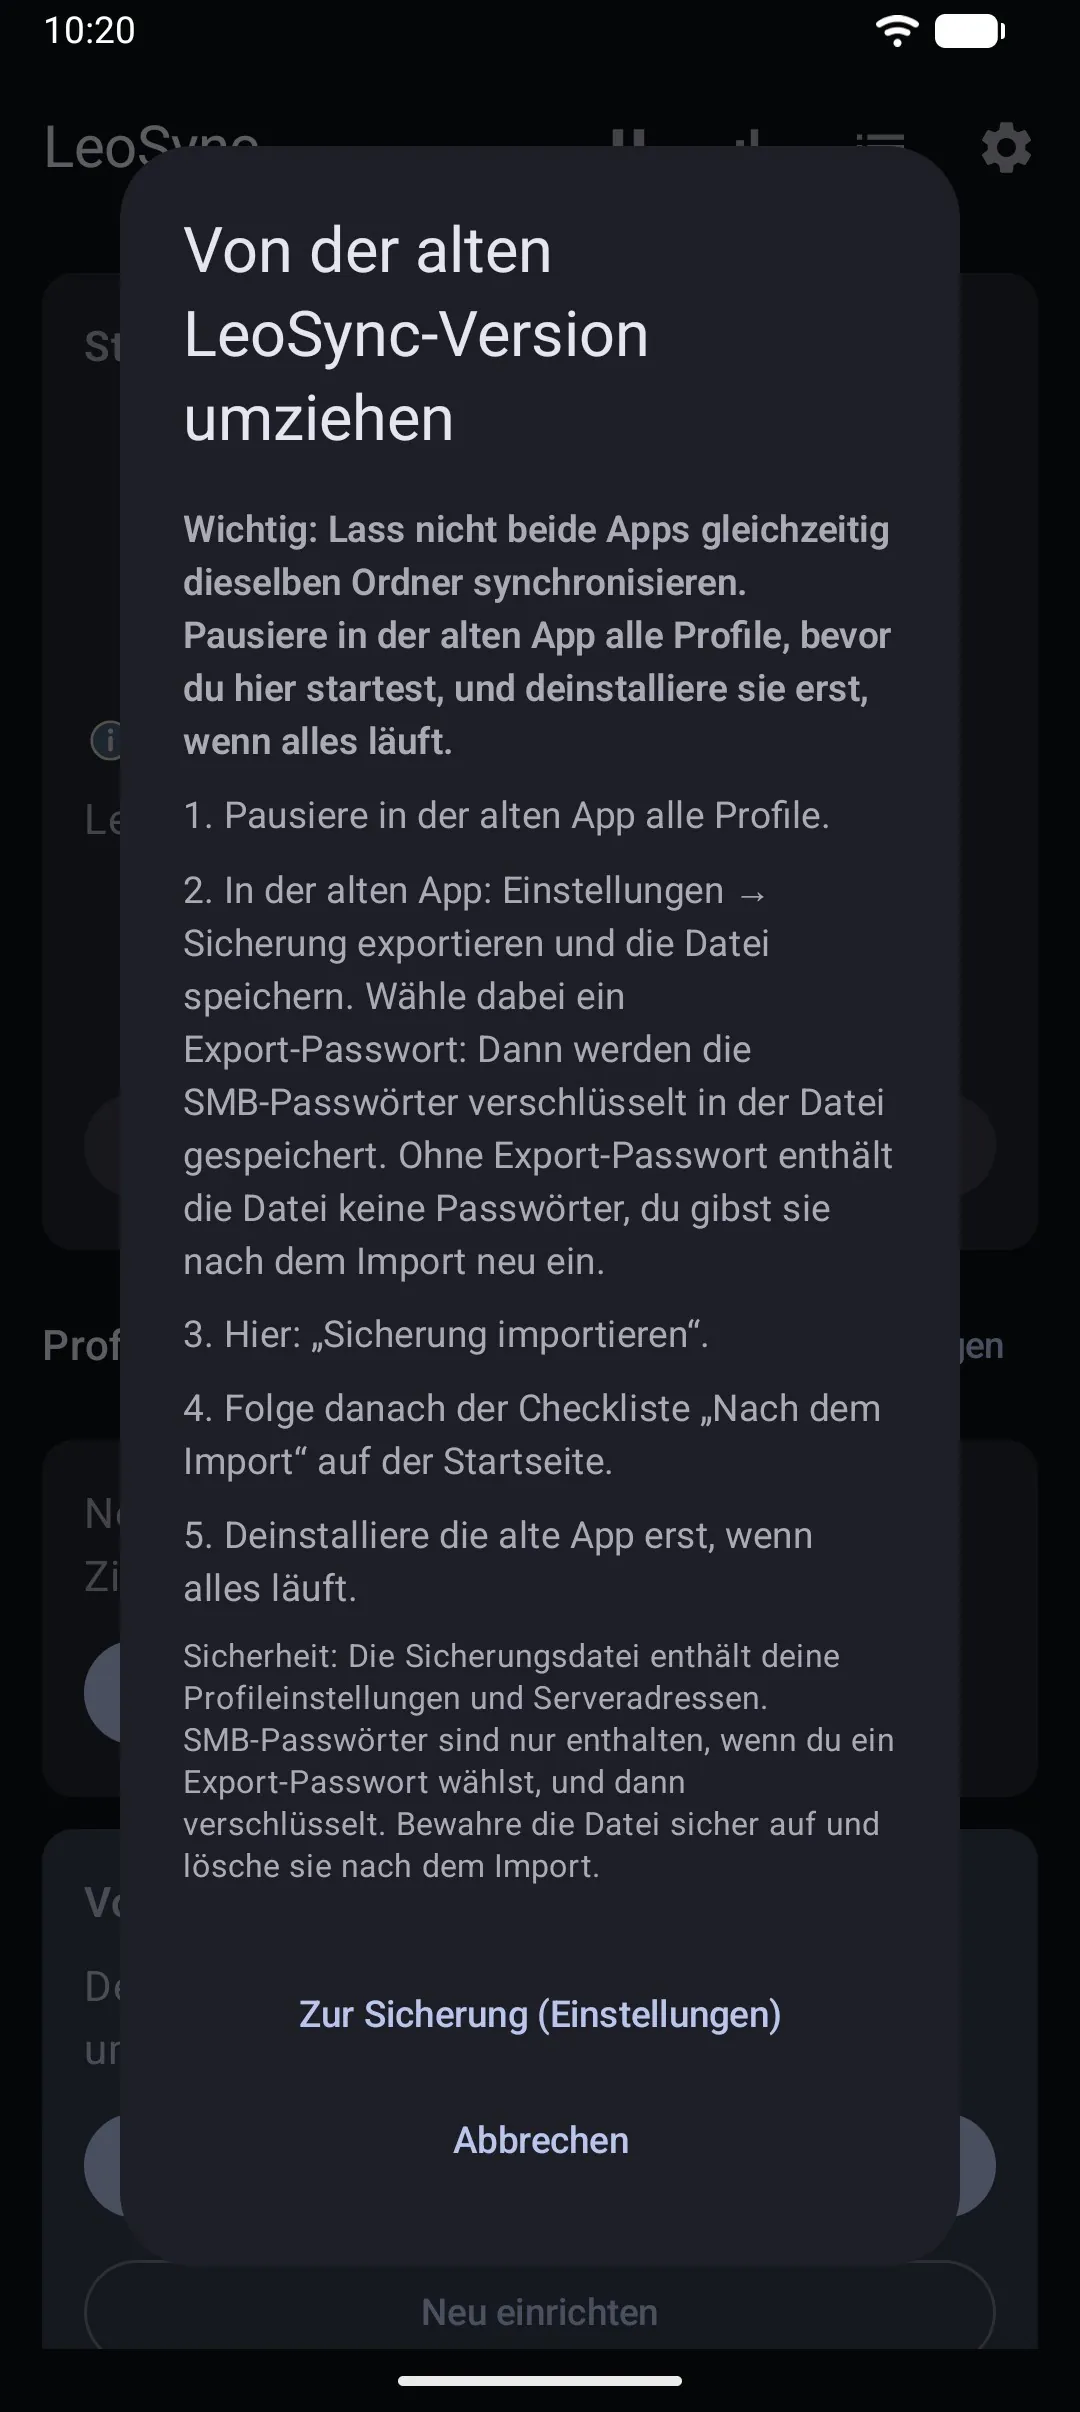 10:20
LeoSync
Von der alten
LeoSync-Version
umziehen
Wichtig: Lass nicht beide Apps gleichzeitig
dieselben Ordner synchronisieren.
Pausiere in der alten App alle Profile, bevor
du hier startest, und deinstalliere sie erst,
wenn alles läuft.
1. Pausiere in der alten App alle Profile.
2. In der alten App: Einstellungen →
Sicherung exportieren und die Datei
speichern. Wähle dabei ein
Export-Passwort: Dann werden die
SMB-Passwörter verschlüsselt in der Datei
gespeichert. Ohne Export-Passwort enthält
die Datei keine Passwörter, du gibst sie
nach dem Import neu ein.
3. Hier: „Sicherung importieren“.
4. Folge danach der Checkliste „Nach dem
Import“ auf der Startseite.
5. Deinstalliere die alte App erst, wenn
alles läuft.
Sicherheit: Die Sicherungsdatei enthält deine
Profileinstellungen und Serveradressen.
SMB-Passwörter sind nur enthalten, wenn du ein
Export-Passwort wählst, und dann
verschlüsselt. Bewahre die Datei sicher auf und
lösche sie nach dem Import.
Zur Sicherung (Einstellungen)
Abbrechen
Neu einrichten